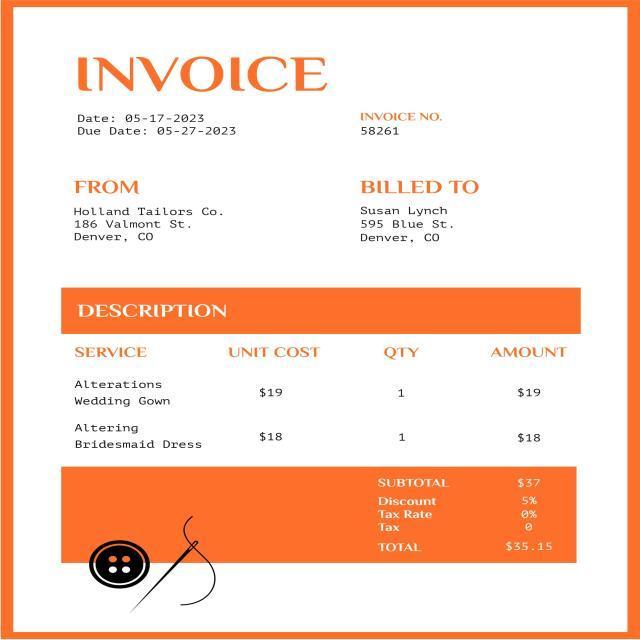 INVOICE
Date: 05-17-2023
Due Date: 05-27-2023
INVOICE NO.
58261
FROM
Holland Tailors Co.
186 Valmont St.
Denver, CO
BILLED TO
Susan Lynch
595 Blue St.
Denver, CO
DESCRIPTION
SERVICE UNIT COST QTY AMOUNT
Alterations
Wedding Gown $19 1 $19
Altering
Bridesmaid Dress $18 1 $18
SUBTOTAL $37
Discount 5%
Tax Rate 0%
Tax 0
TOTAL $35.15